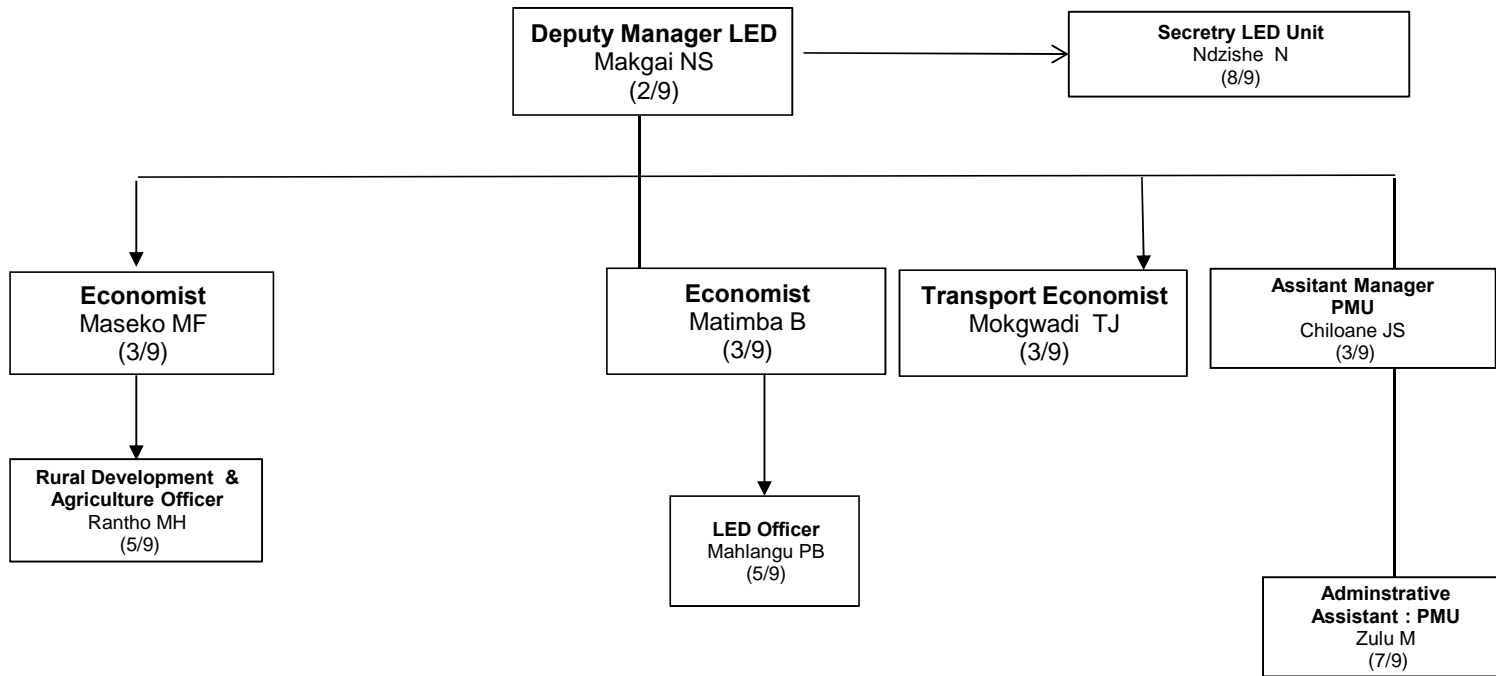 Deputy Manager LED
Makgai NS
(2/9)
Secretry LED Unit
Ndzishe N
(8/9)
Economist
Maseko MF
(3/9)
Economist
Matimba B
(3/9)
Transport Economist
Mokgwadi TJ
(3/9)
Assitant Manager
PMU
Chiloane JS
(3/9)
Rural Development &
Agriculture Officer
Rantho MH
(5/9)
LED Officer
Mahlangu PB
(5/9)
Adminstrative
Assistant : PMU
Zulu M
(7/9)